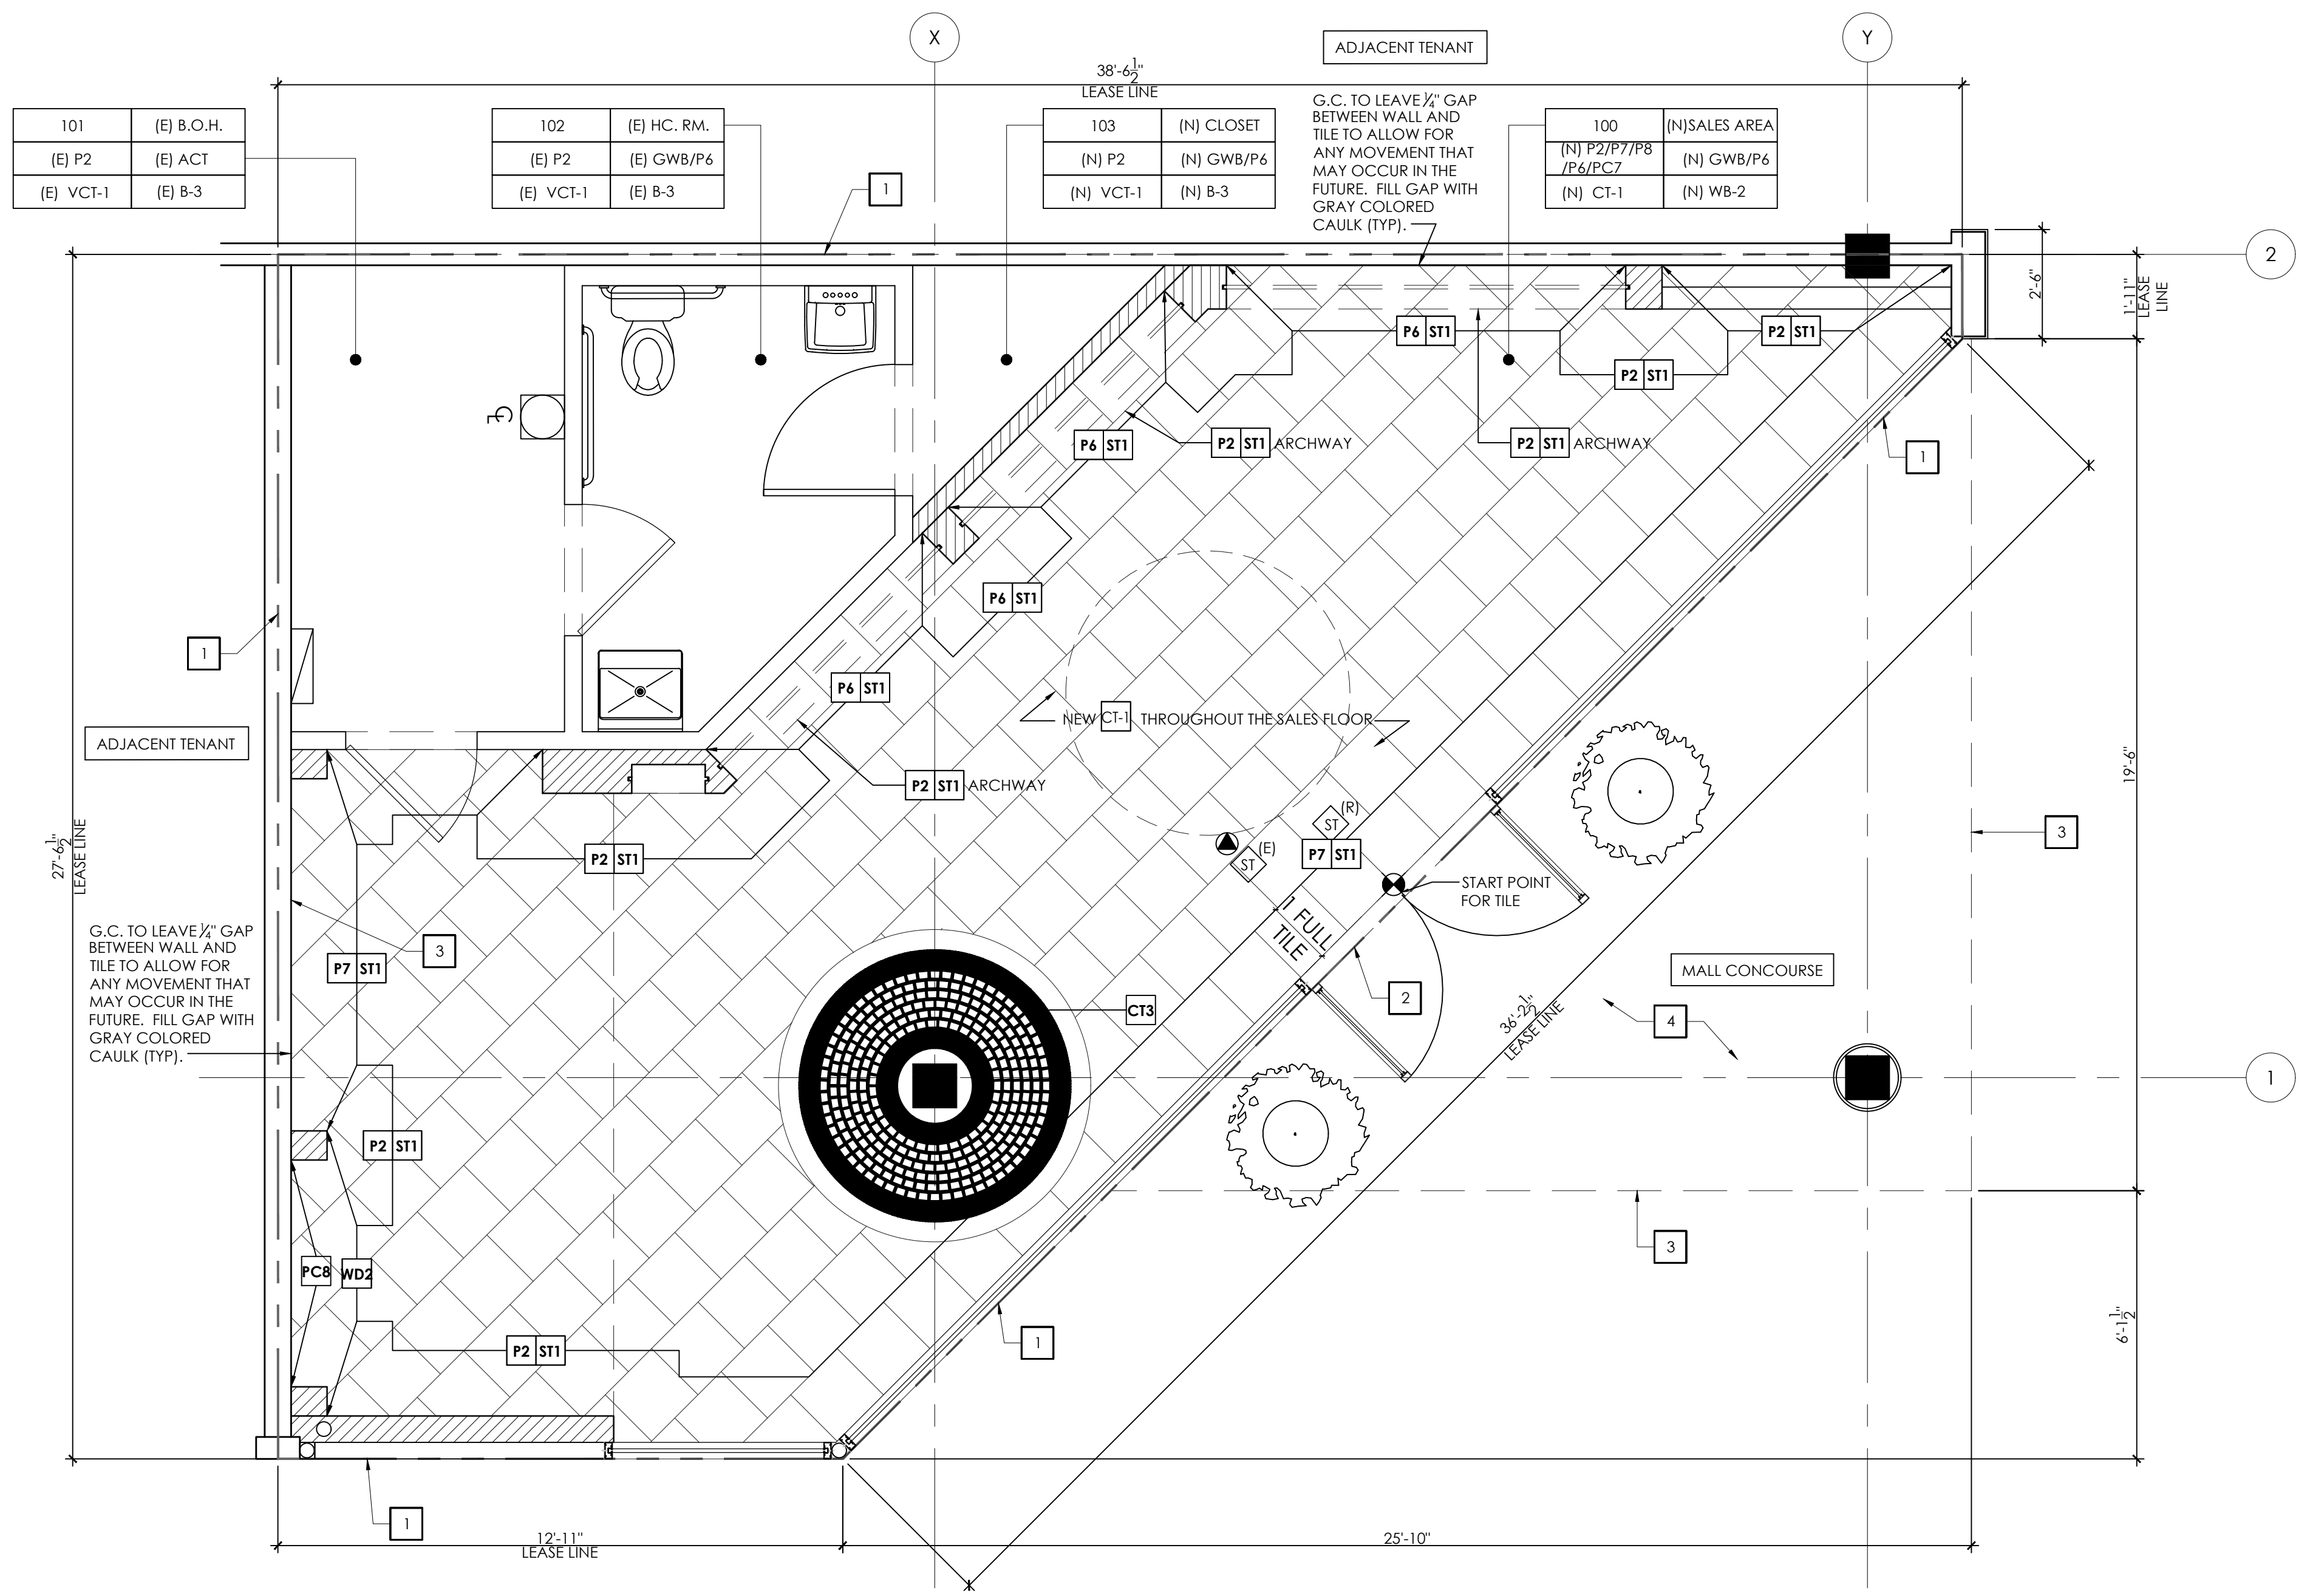 X
Y
ADJACENT TENANT
38'-6 1/2"
LEASE LINE
101
(E) B.O.H.
(E) P2
(E) ACT
(E) VCT-1
(E) B-3
102
(E) HC. RM.
(E) P2
(E) GWB/P6
(E) VCT-1
(E) B-3
103
(N) CLOSET
(N) P2
(N) GWB/P6
(N) VCT-1
(N) B-3
G.C. TO LEAVE 1/4" GAP
BETWEEN WALL AND
TILE TO ALLOW FOR
ANY MOVEMENT THAT
MAY OCCUR IN THE
FUTURE. FILL GAP WITH
GRAY COLORED
CAULK (TYP).
100
(N)SALES AREA
(N) P2/P7/P8
/P6/PC7
(N) GWB/P6
(N) CT-1
(N) WB-2
1
2
2'-6"
1'-11"
LEASE
LINE
P6 ST1
P2 ST1
P2 ST1
P6 ST1
P2 ST1 ARCHWAY
P2 ST1 ARCHWAY
1
P6 ST1
1
P6 ST1
NEW CT-1 THROUGHOUT THE SALES FLOOR
ADJACENT TENANT
P2 ST1 ARCHWAY
19'-6"
3
27'-6 1/2"
LEASE LINE
P2 ST1
(R)
ST
P7 ST1
(E)
ST
START POINT
FOR TILE
1 FULL
TILE
G.C. TO LEAVE 1/4" GAP
BETWEEN WALL AND
TILE TO ALLOW FOR
ANY MOVEMENT THAT
MAY OCCUR IN THE
FUTURE. FILL GAP WITH
GRAY COLORED
CAULK (TYP).
3
P7 ST1
MALL CONCOURSE
2
CT3
36'-2 1/2"
LEASE LINE
4
1
P2 ST1
3
PC8
WD2
1
P2 ST1
6'-1 1/2"
1
12'-11"
LEASE LINE
25'-10"